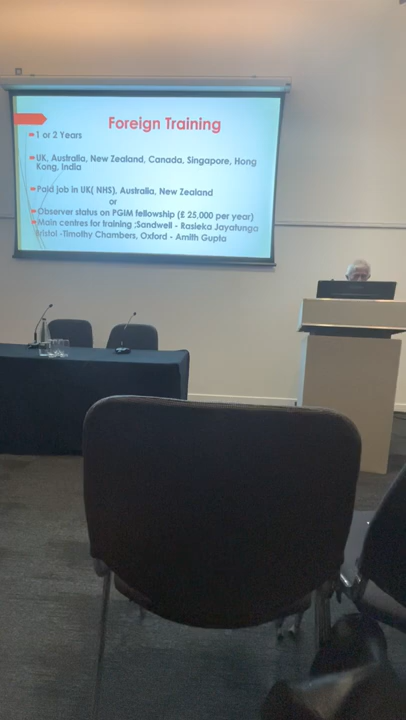 Foreign Training
1 or 2 Years
UK, Australia, New Zealand, Canada, Singapore, Hong
Kong, India
Paid job in UK( NHS), Australia, New Zealand
or
Observer status on PGIM fellowship (£ 25,000 per year)
Main centres for training ;Sandwell - Rasieka Jayatunga
Bristol -Timothy Chambers, Oxford - Amith Gupta